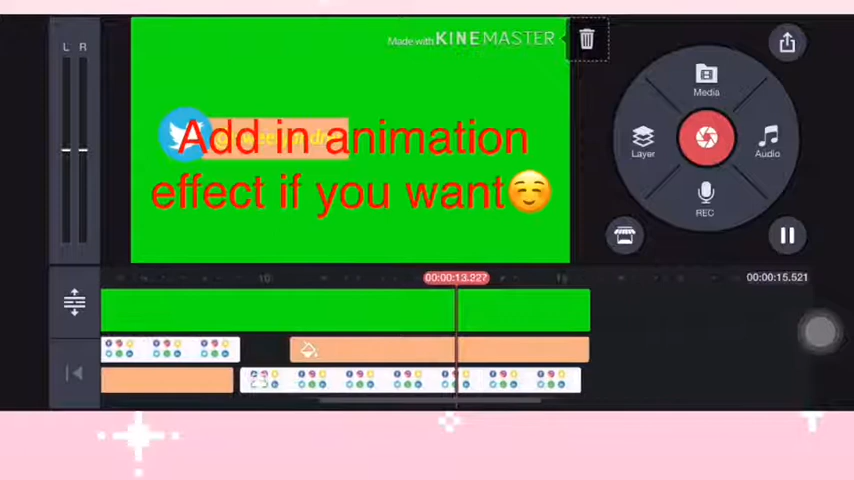 L R
Made with KINEMASTER
Media
Add in animation
effect if you want☺️
Layer
Audio
REC
10
00:00:13.227
00:00:15.521